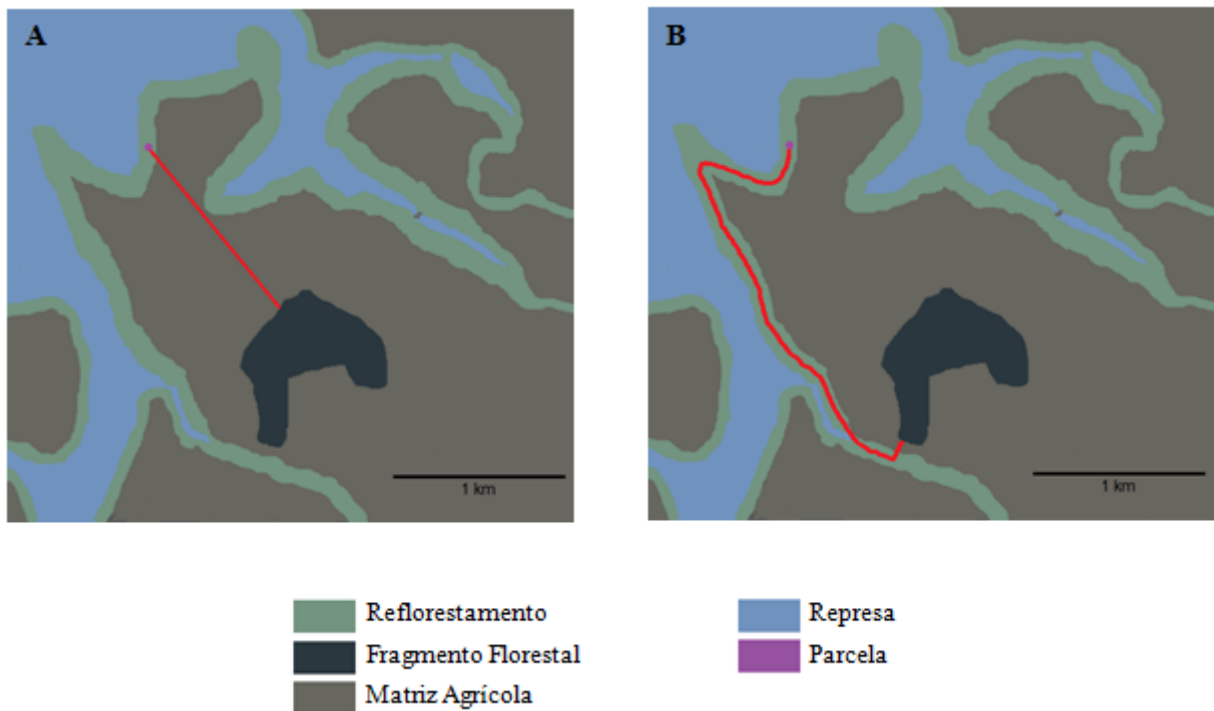 A
B
1 km
1 km
Reflorestamento
Represa
Fragmento Florestal
Parcela
Matriz Agrícola